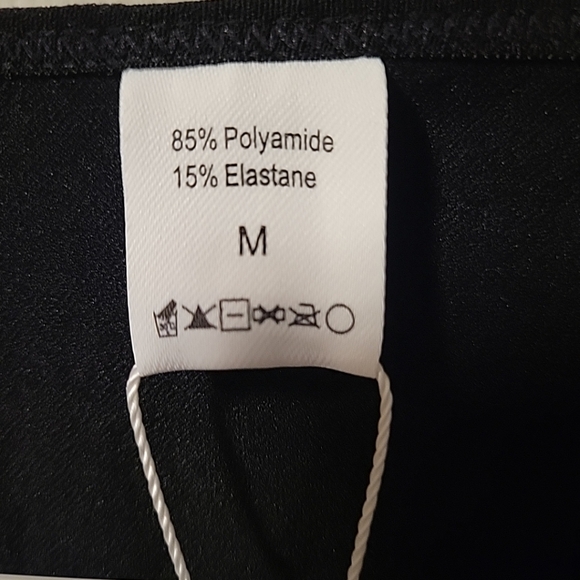 85% Polyamide
15% Elastane
M